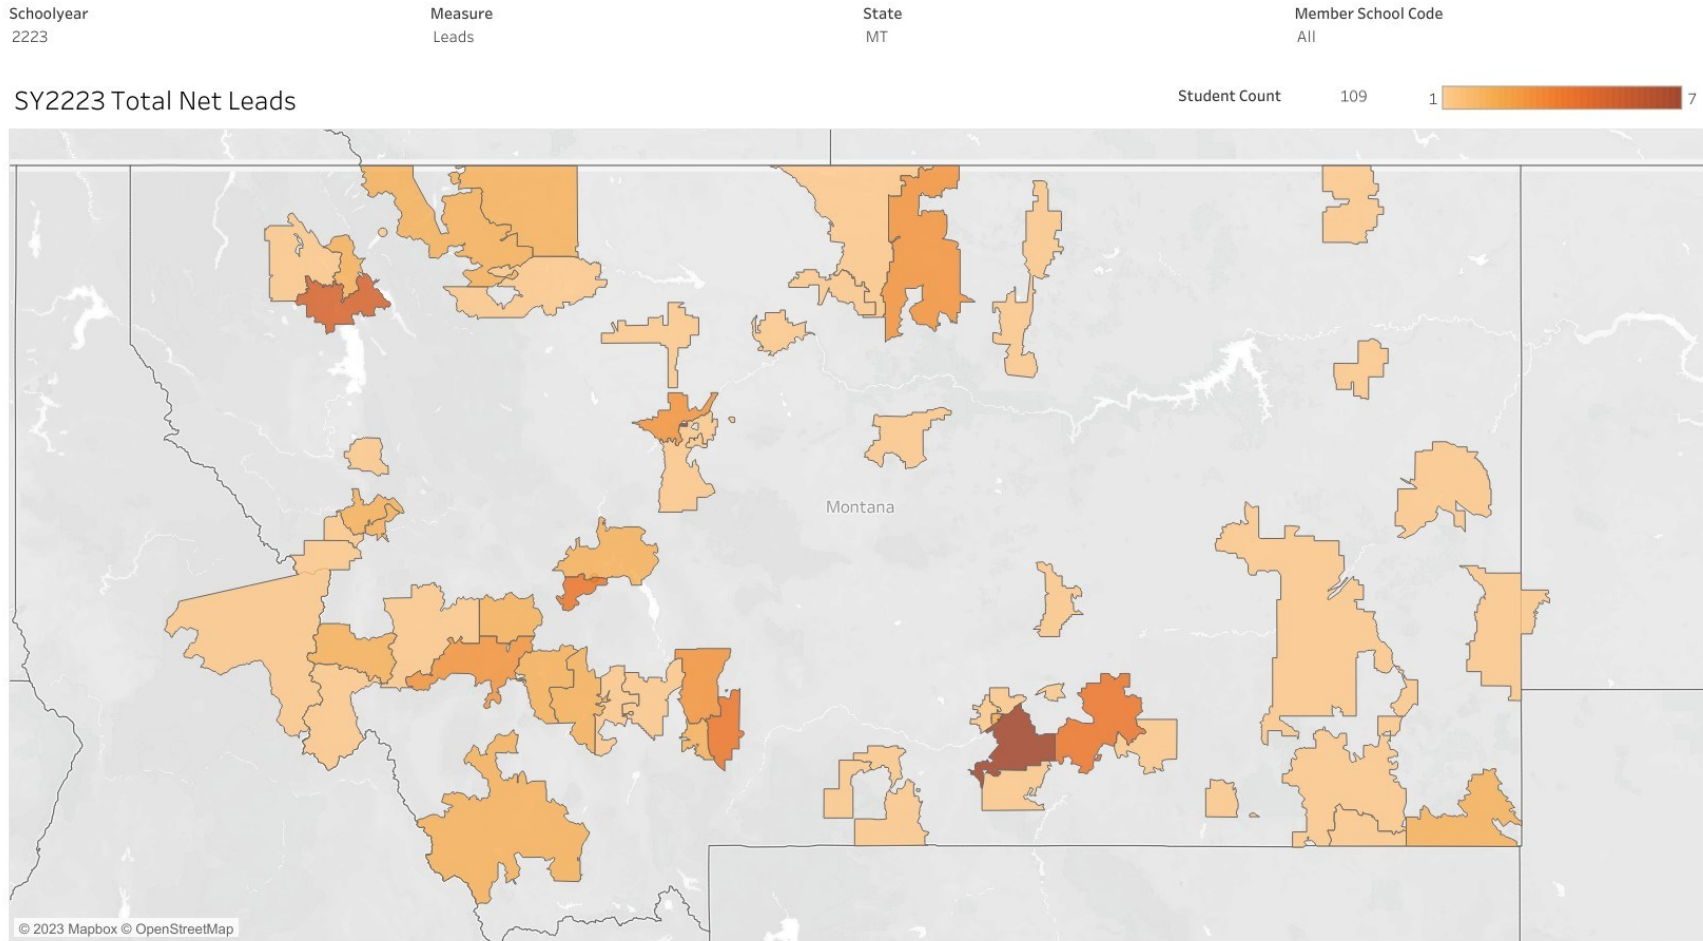 Schoolyear Measure State Member School Code
2223 Leads MT All
SY2223 Total Net Leads Student Count 109 1 7
Montana
© 2023 Mapbox © OpenStreetMap